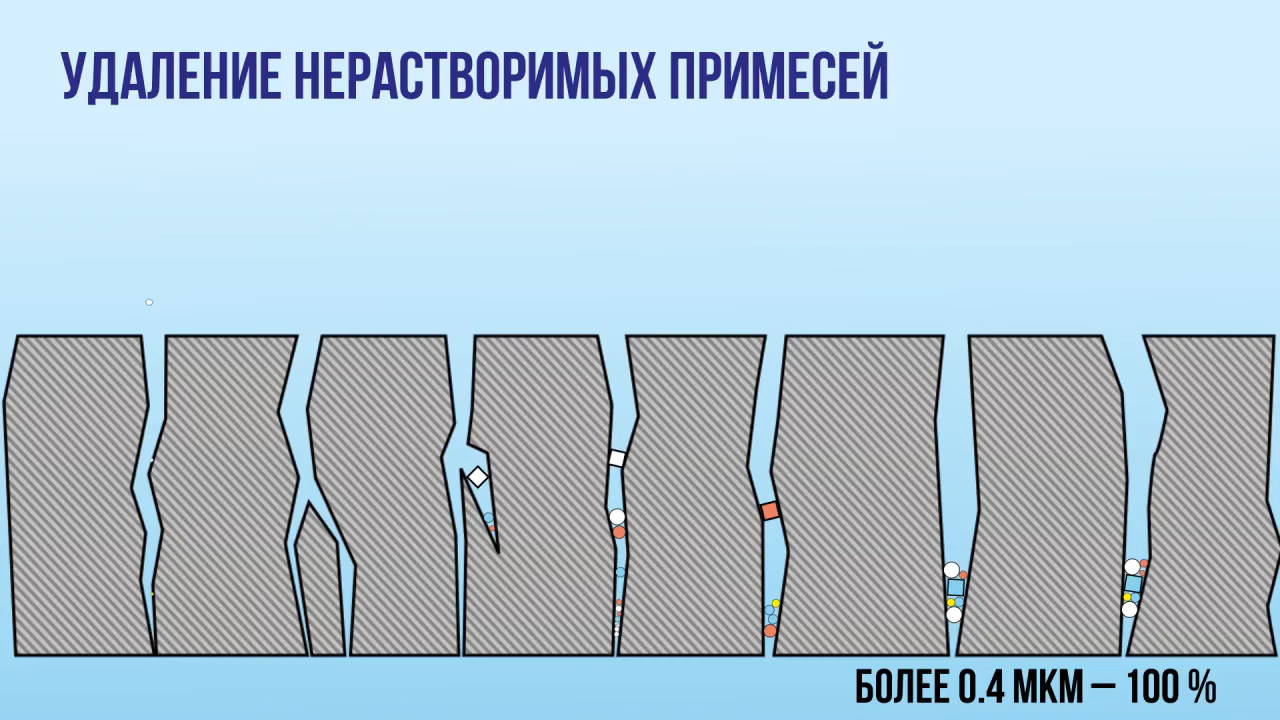 УДАЛЕНИЕ НЕРАСТВОРИМЫХ ПРИМЕСЕЙ
БОЛЕЕ 0.4 МКМ – 100 %